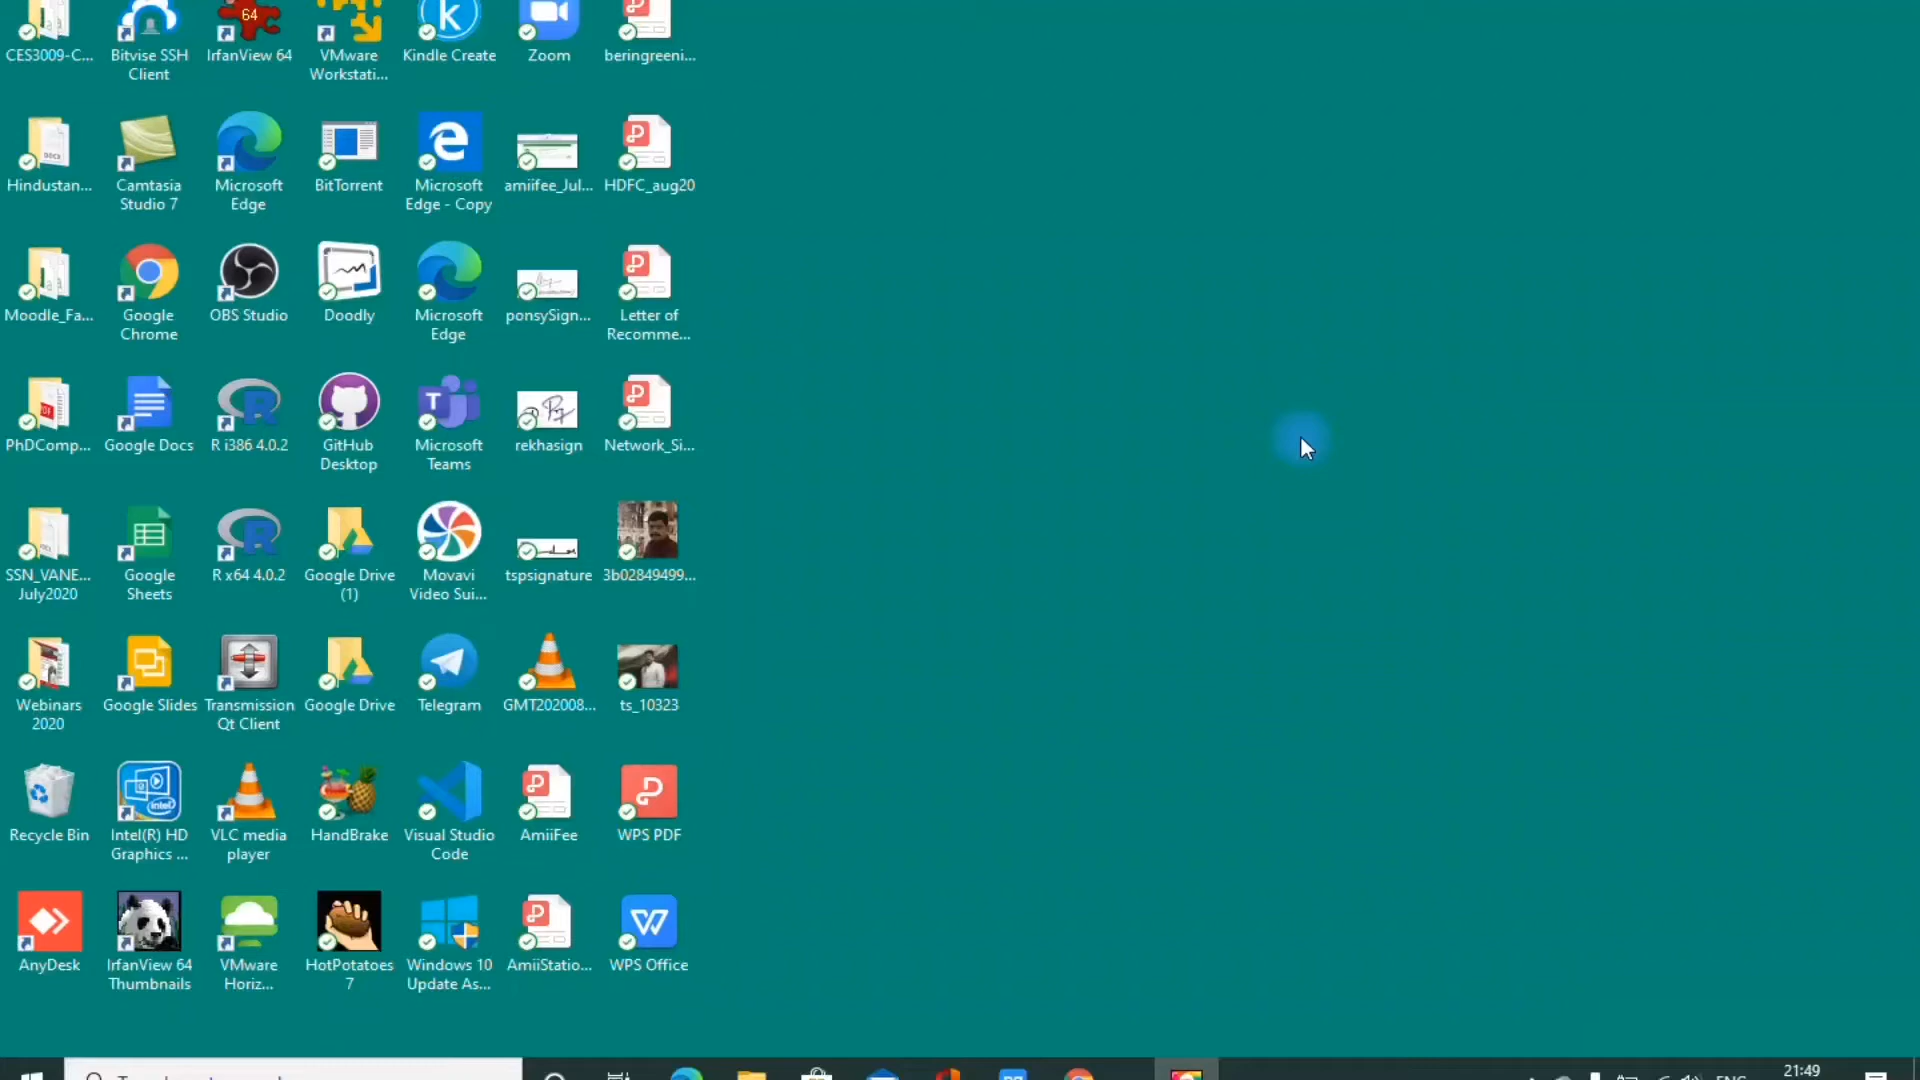 64
k
CES3009-C...
Bitvise SSH
Client
IrfanView 64
VMware
Workstati...
Kindle Create
Zoom
beringreeni...
Hindustan...
Camtasia
Studio 7
Microsoft
Edge
BitTorrent
Microsoft
Edge - Copy
amiifee_Jul...
HDFC_aug20
Moodle_Fa...
Google
Chrome
OBS Studio
Doodly
Microsoft
Edge
ponsySign...
Letter of
Recomme...
PhDComp...
Google Docs
R i386 4.0.2
GitHub
Desktop
Microsoft
Teams
rekhasign
Network_Si...
SSN_VANE...
July2020
Google
Sheets
R x64 4.0.2
Google Drive
(1)
Movavi
Video Sui...
tspsignature
3b02849499...
Webinars
2020
Google Slides
Transmission
Qt Client
Google Drive
Telegram
GMT202008...
ts_10323
Recycle Bin
Intel(R) HD
Graphics ...
VLC media
player
HandBrake
Visual Studio
Code
AmiiFee
WPS PDF
AnyDesk
IrfanView 64
Thumbnails
VMware
Horiz...
HotPotatoes
7
Windows 10
Update As...
AmiiStatio...
WPS Office
21:49
ENG